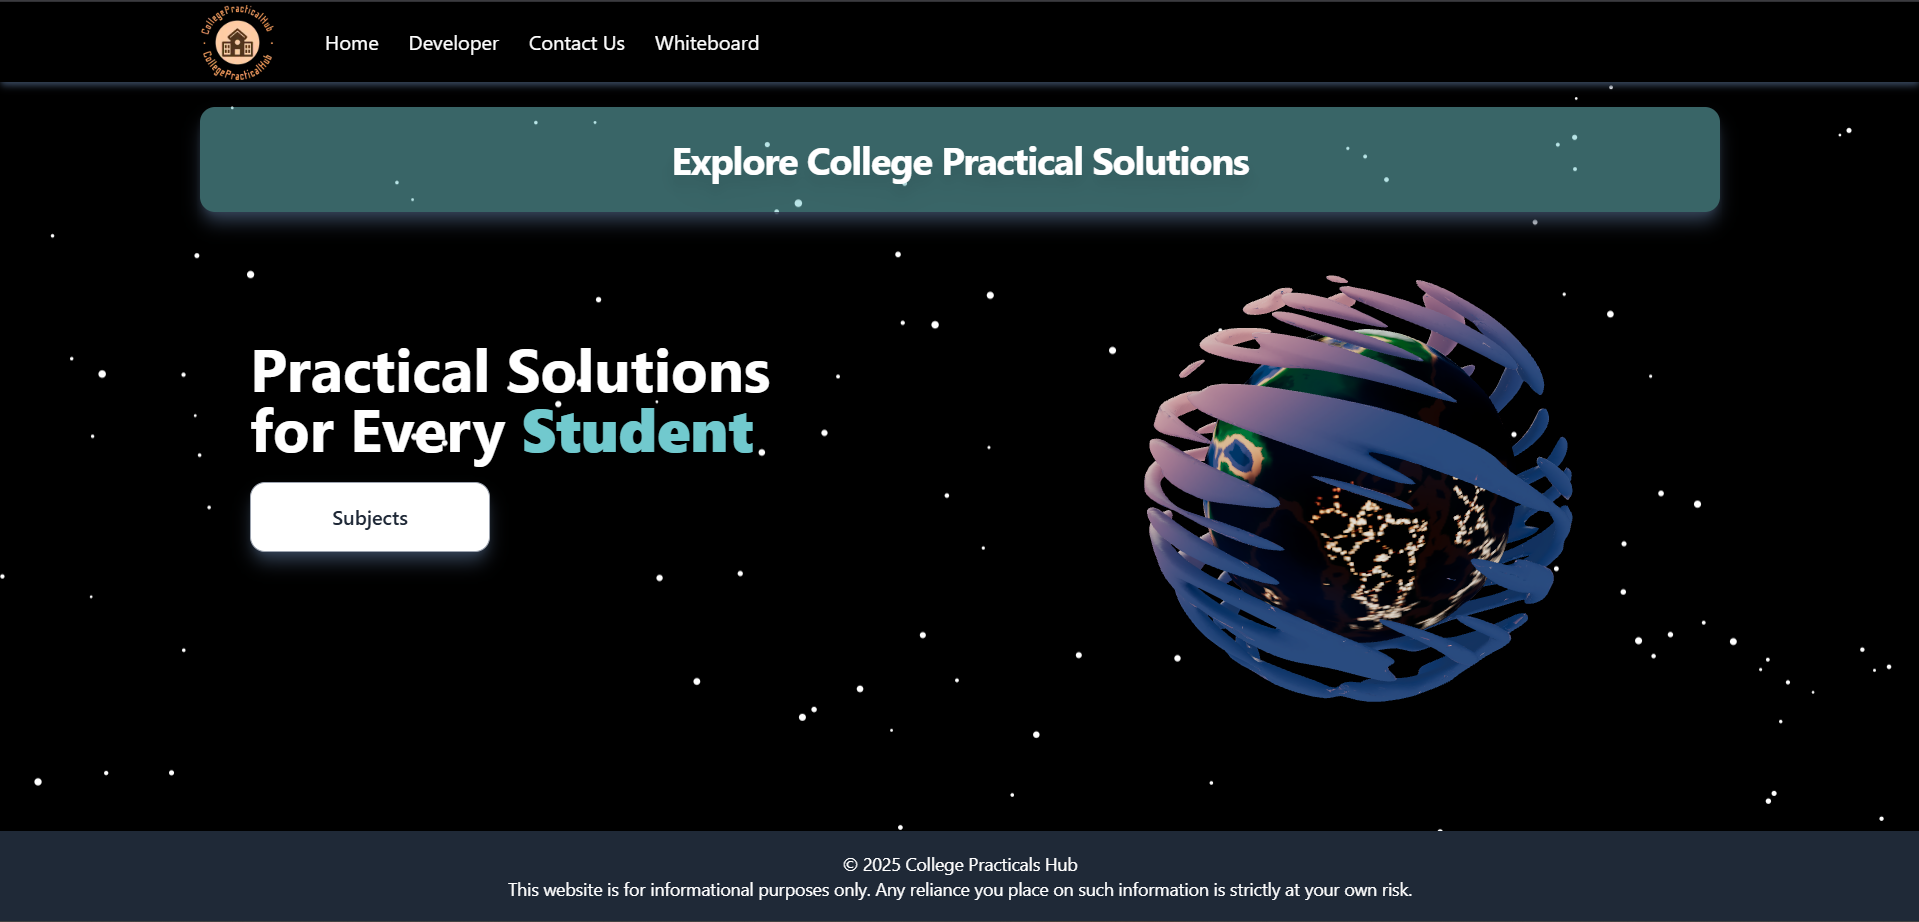 CollegePracticalHub
CollegePracticalHub
Home
Developer
Contact Us
Whiteboard
Explore College Practical Solutions
Practical Solutions
for Every Student
Subjects
© 2025 College Practicals Hub
This website is for informational purposes only. Any reliance you place on such information is strictly at your own risk.